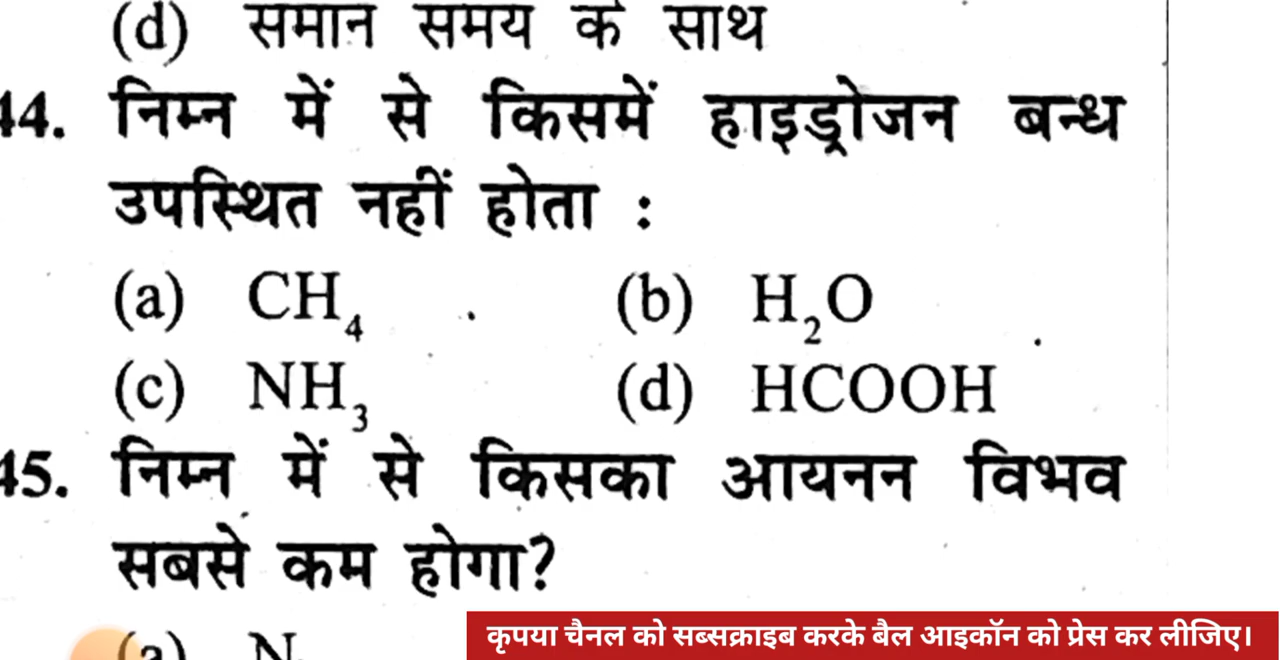 (d) समान समय के साथ
44. निम्न में से किसमें हाइड्रोजन बन्ध
उपस्थित नहीं होता :
(a) CH₄ (b) H₂O
(c) NH₃ (d) HCOOH
45. निम्न में से किसका आयनन विभव
सबसे कम होगा?
(a) N
कृपया चैनल को सब्सक्राइब करके बैल आइकॉन को प्रेस कर लीजिए।